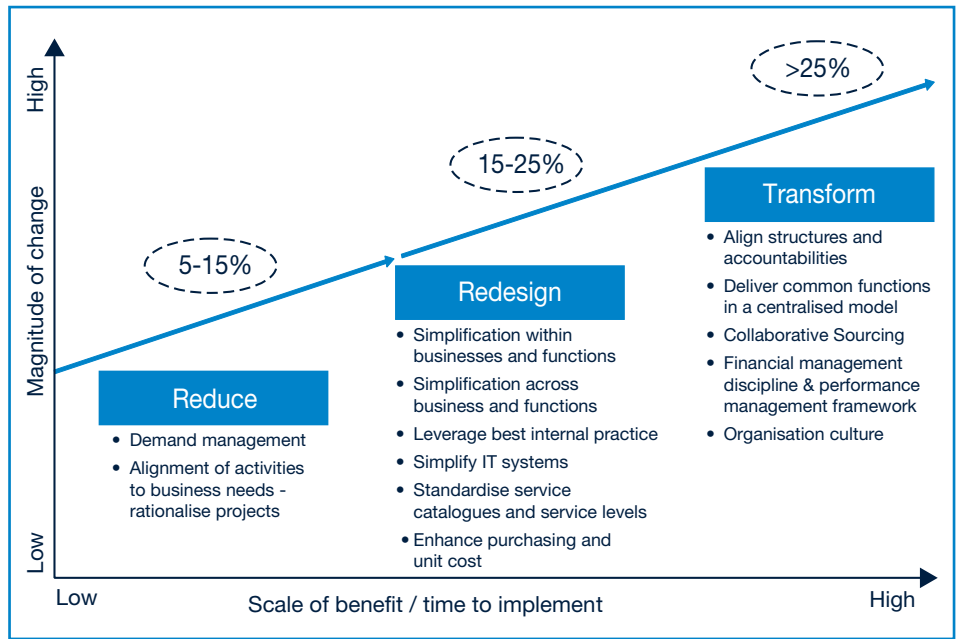 High
Magnitude of change
Low
5-15%
15-25%
>25%
Reduce
• Demand management
• Alignment of activities
to business needs -
rationalise projects
Redesign
• Simplification within
businesses and functions
• Simplification across
business and functions
• Leverage best internal practice
• Simplify IT systems
• Standardise service
catalogues and service levels
• Enhance purchasing and
unit cost
Transform
• Align structures and
accountabilities
• Deliver common functions
in a centralised model
• Collaborative Sourcing
• Financial management
discipline & performance
management framework
• Organisation culture
Low
Scale of benefit / time to implement
High